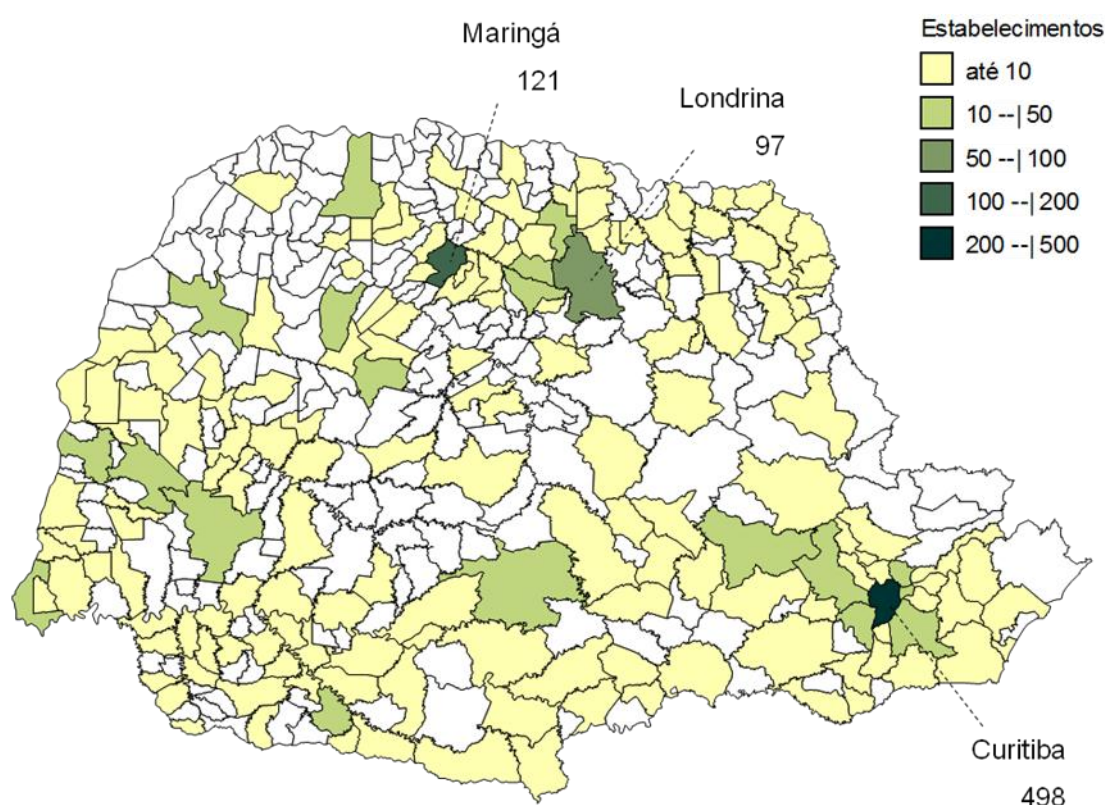 Maringá
121
Londrina
97
Estabelecimentos
até 10
10 --| 50
50 --| 100
100 --| 200
200 --| 500
Curitiba
498